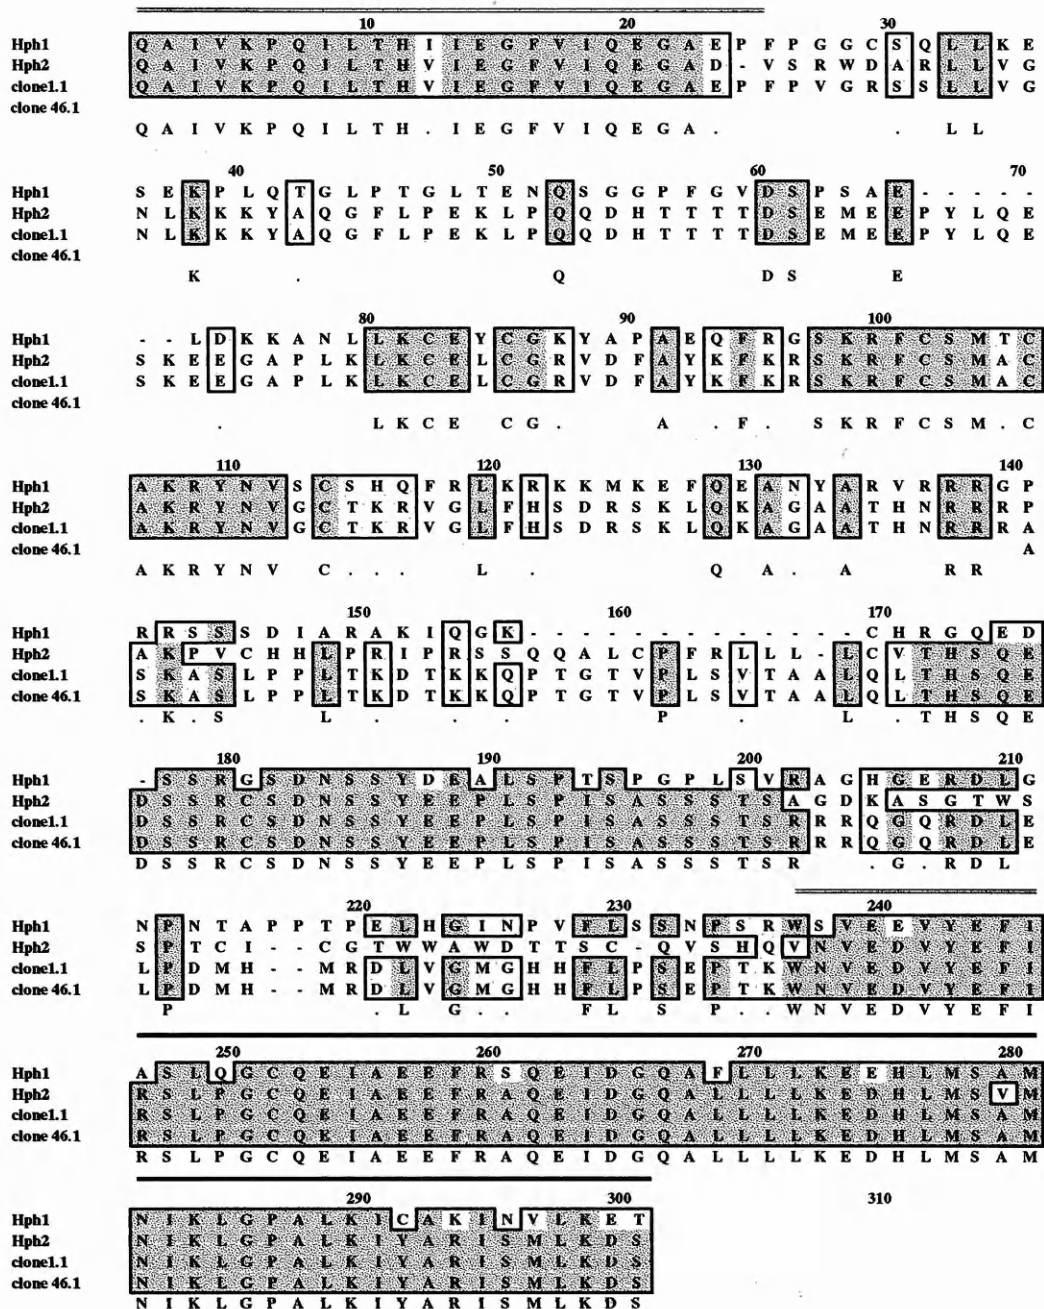 10 20 30
Hph1 Q A I V K P Q I L T H I I E G F V I Q E G A E P F P G G C S Q L L K E
Hph2 Q A I V K P Q I L T H V I E G F V I Q E G A D - V S R W D A R L L V G
clone1.1 Q A I V K P Q I L T H V I E G F V I Q E G A E P F P V G R S S L L V G
clone 46.1
Q A I V K P Q I L T H . I E G F V I Q E G A . . L L
40 50 60 70
Hph1 S E K P L Q T G L P T G L T E N Q S G G P F G V D S P S A E - - - - -
Hph2 N L K K K Y A Q G F L P E K L P Q Q D H T T T T D S E M E E P Y L Q E
clone1.1 N L K K K Y A Q G F L P E K L P Q Q D H T T T T D S E M E E P Y L Q E
clone 46.1
K . Q D S E
80 90 100
Hph1 - - L D K K A N L L K C E Y C G K Y A P A E Q F R G S K R F C S M T C
Hph2 S K E E G A P L K L K C E L C G R V D F A Y K F K R S K R F C S M A C
clone1.1 S K E E G A P L K L K C E L C G R V D F A Y K F K R S K R F C S M A C
clone 46.1
. L K C E C G . A . F . S K R F C S M . C
110 120 130 140
Hph1 A K R Y N V S C S H Q F R L K R K K M K E F Q E A N Y A R V R R R G P
Hph2 A K R Y N V G C T K R V G L F H S D R S K L Q K A G A A T H N R R R P
clone1.1 A K R Y N V G C T K R V G L F H S D R S K L Q K A G A A T H N R R R A
clone 46.1 A
A K R Y N V C . . . L . Q A . A R R
150 160 170
Hph1 R R S S S D I A R A K I Q G K - - - - - - - - - - - - - C H R G Q E D
Hph2 A K P V C H H L P R I P R S S Q Q A L C P F R L L L - L C V T H S Q E
clone1.1 S K A S L P P L T K D T K K Q P T G T V P L S V T A A L Q L T H S Q E
clone 46.1 S K A S L P P L T K D T K K Q P T G T V P L S V T A A L Q L T H S Q E
. K . S L . . . P . L . T H S Q E
180 190 200 210
Hph1 - S S R G S D N S S Y D E A L S P T S P G P L S V R A G H G E R D L G
Hph2 D S S R C S D N S S Y E E P L S P I S A S S S T S A G D K A S G T W S
clone1.1 D S S R C S D N S S Y E E P L S P I S A S S S T S R R R Q G Q R D L E
clone 46.1 D S S R C S D N S S Y E E P L S P I S A S S S T S R R R Q G Q R D L E
D S S R C S D N S S Y E E P L S P I S A S S S T S R . G . R D L
220 230 240
Hph1 N P N T A P P T P E L H G I N P V F L S S N P S R W S V E E V Y E F I
Hph2 S P T C I - - C G T W W A W D T T S C - Q V S H Q V N V E D V Y E F I
clone1.1 L P D M H - - M R D L V G M G H H F L P S E P T K W N V E D V Y E F I
clone 46.1 L P D M H - - M R D L V G M G H H F L P S E P T K W N V E D V Y E F I
P . L G . . F L S P . . W N V E D V Y E F I
250 260 270 280
Hph1 A S L Q G C Q E I A E E F R S Q E I D G Q A F L L L K E E H L M S A M
Hph2 R S L P G C Q E I A E E F R A Q E I D G Q A L L L L K E D H L M S V M
clone1.1 R S L P G C Q E I A E E F R A Q E I D G Q A L L L L K E D H L M S A M
clone 46.1 R S L P G C Q E I A E E F R A Q E I D G Q A L L L L K E D H L M S A M
R S L P G C Q E I A E E F R A Q E I D G Q A L L L L K E D H L M S A M
290 300 310
Hph1 N I K L G P A L K I C A K I N V L K E T
Hph2 N I K L G P A L K I Y A R I S M L K D S
clone1.1 N I K L G P A L K I Y A R I S M L K D S
clone 46.1 N I K L G P A L K I Y A R I S M L K D S
N I K L G P A L K I Y A R I S M L K D S